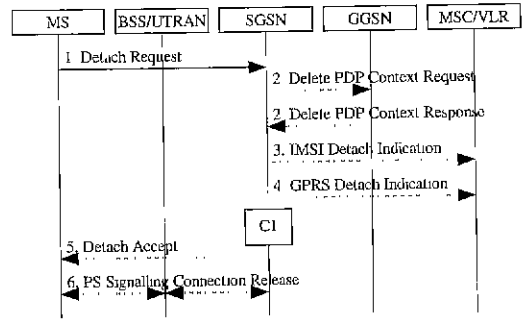 MS BSS/UTRAN SGSN GGSN MSC/VLR
1 Detach Request
2 Delete PDP Context Request
2. Delete PDP Context Response
3. IMSI Detach Indication
4 GPRS Detach Indication
C1
5. Detach Accept
6. PS Signalling Connection Release